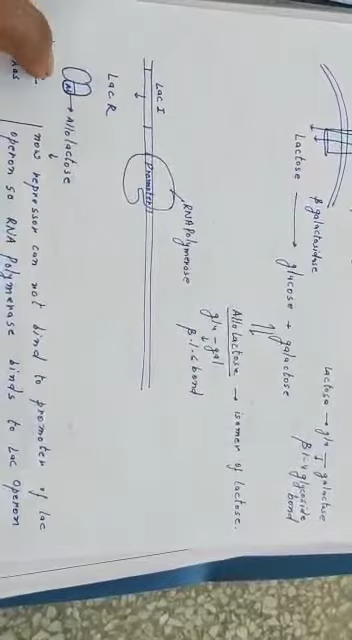 Lactose → glu – galactose
β 1-4 glycoside
bond
β galactosidase
Lactose → glucose + galactose
Allolactose → isomer of lactose.
glu – gal
β.1-6 bond
RNA Polymerase
Lac I
Promoter
Lac R
→ Allolactose
now repressor can not bind to promoter of lac
operon so RNA Polymerase binds to Lac operon